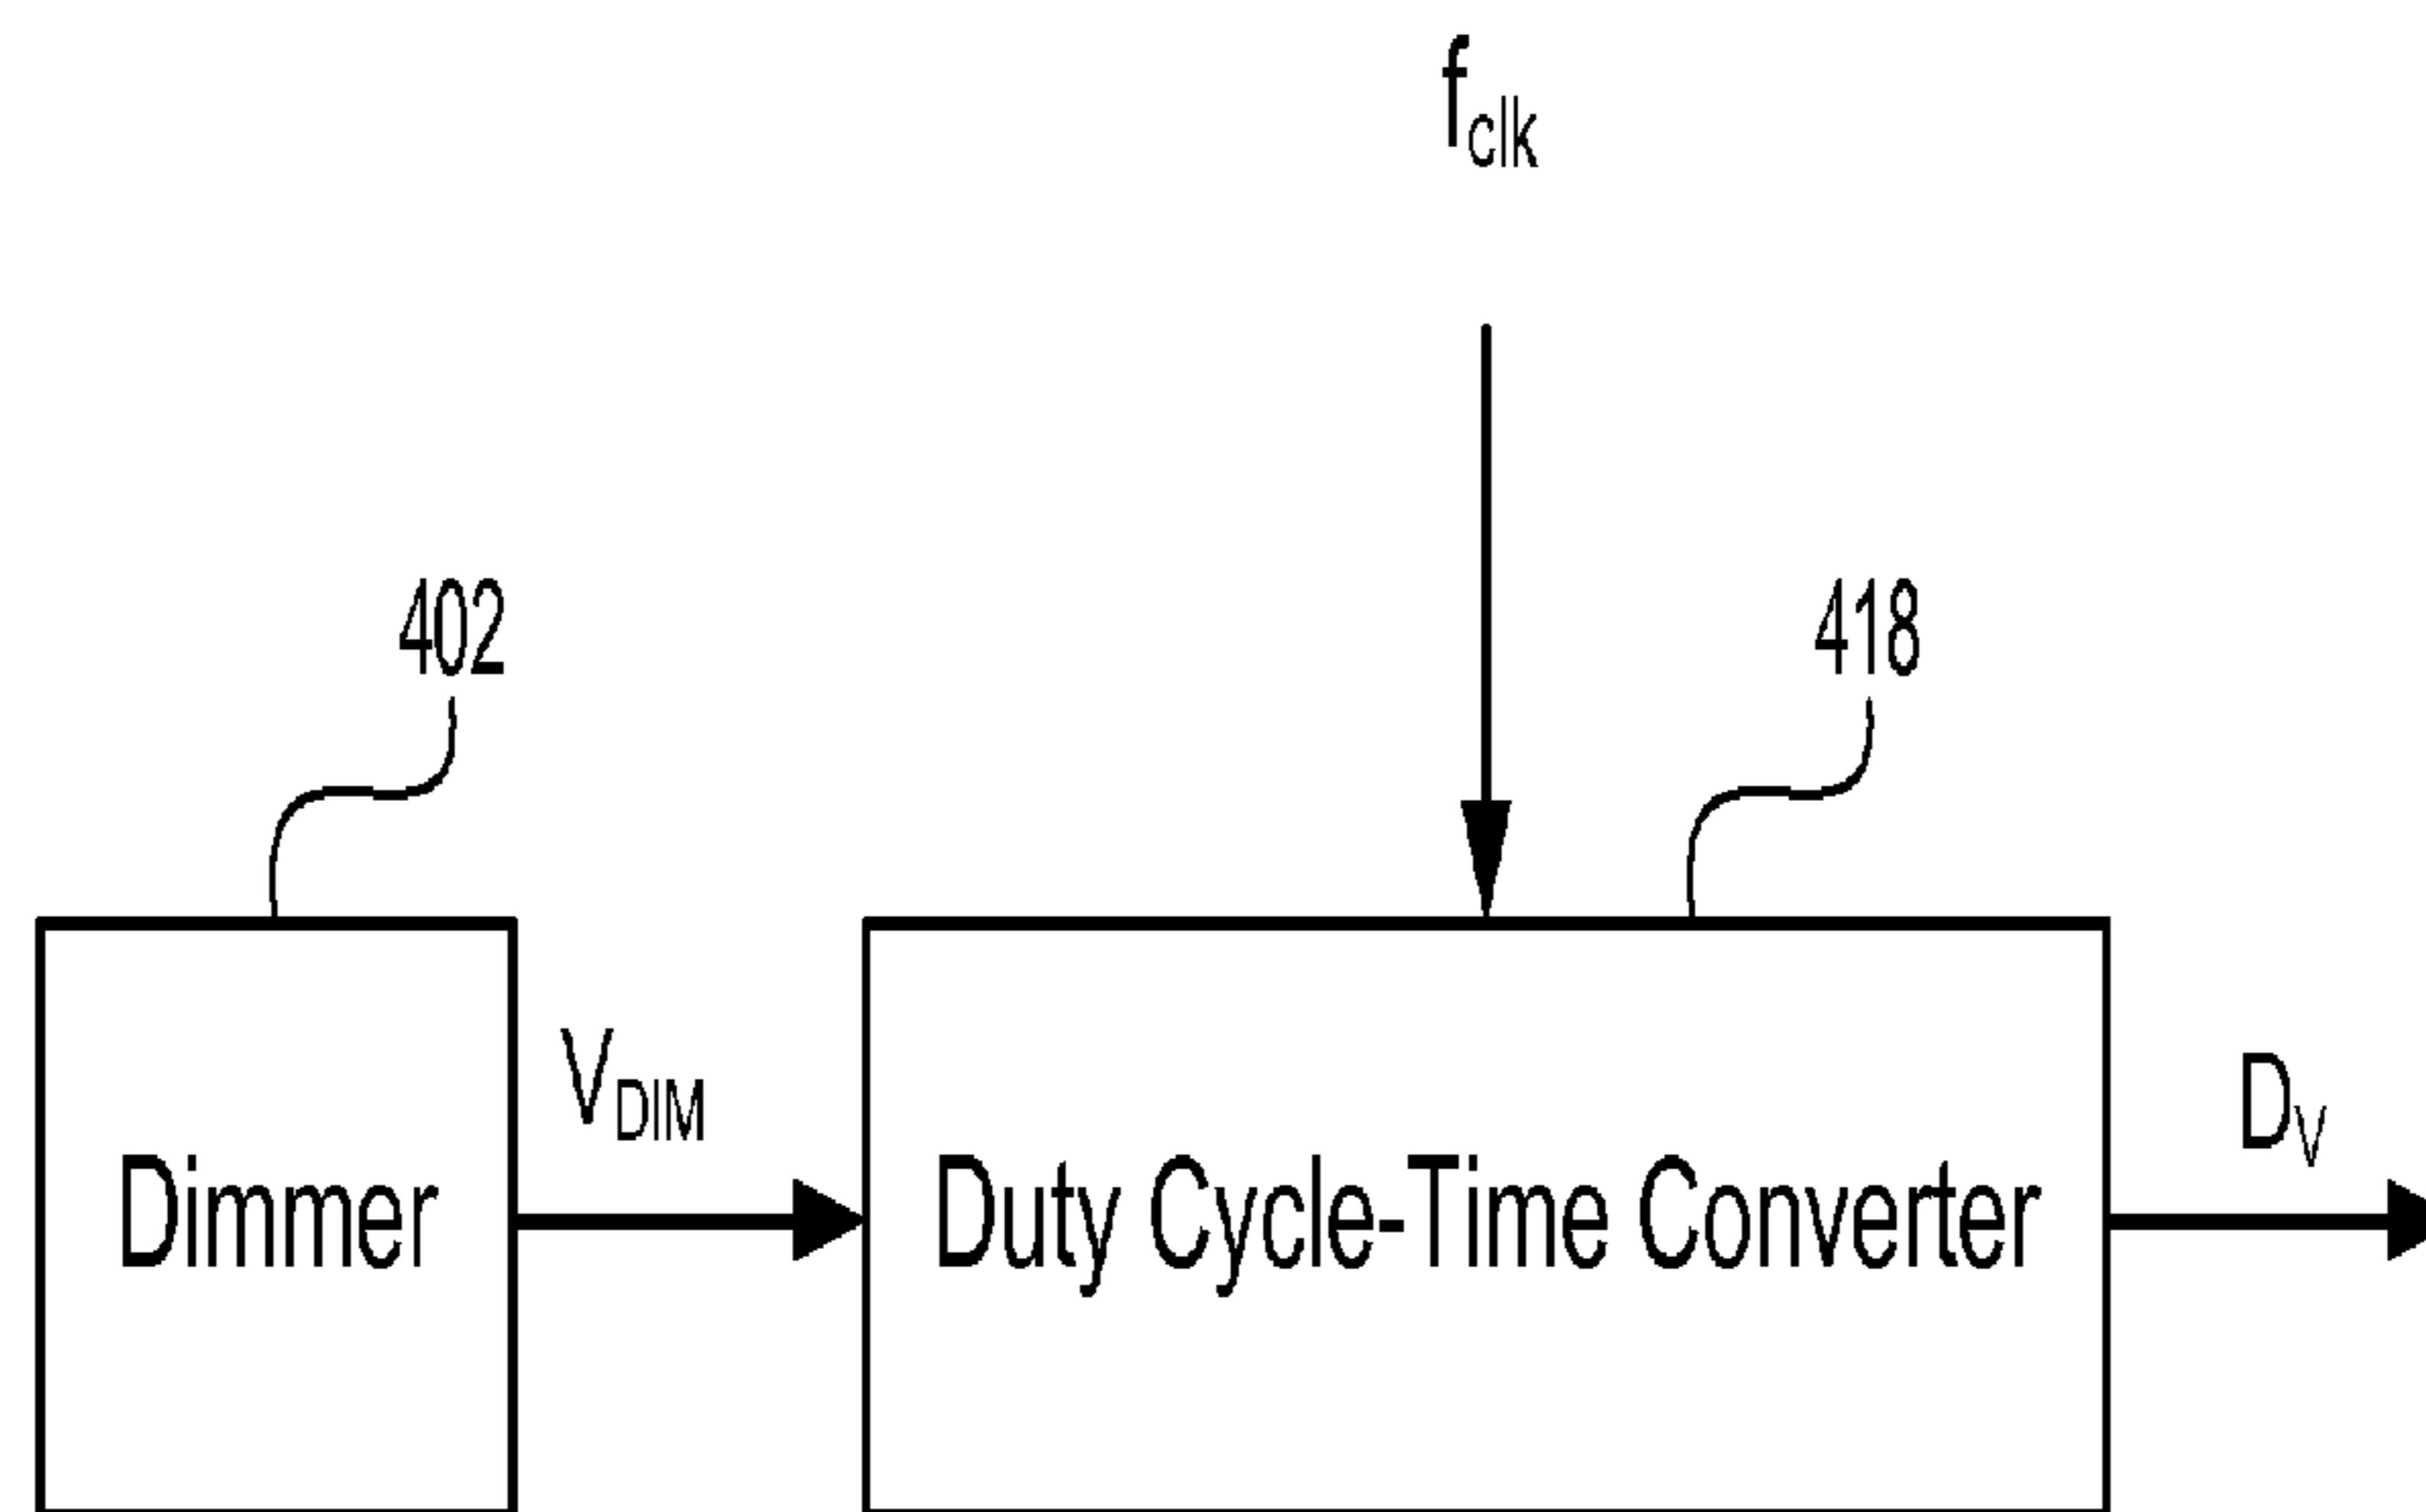 f_clk
402
418
V_DIM
D_V
Dimmer
Duty Cycle-Time Converter